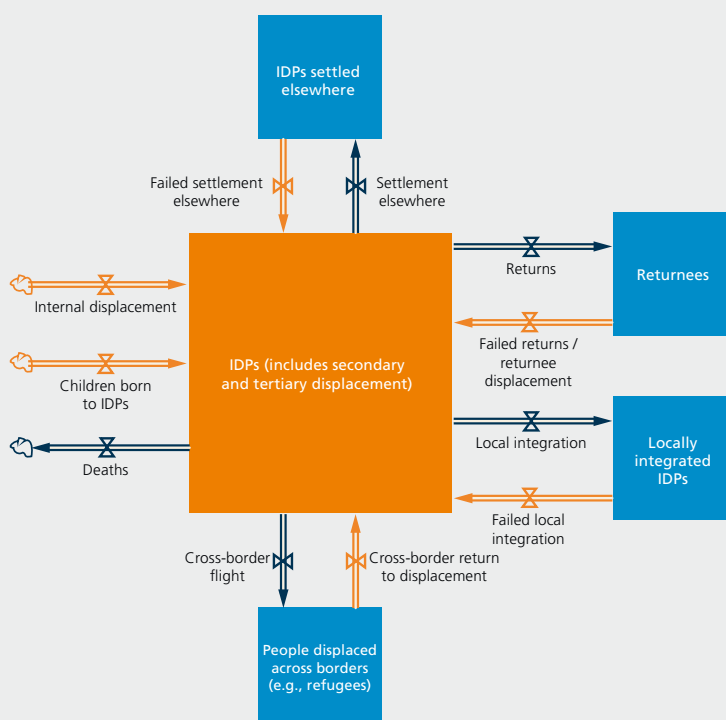 IDPs settled
elsewhere
Failed settlement
elsewhere
Settlement
elsewhere
Internal displacement
Children born
to IDPs
Deaths
IDPs (includes secondary
and tertiary displacement)
Returns
Returnees
Failed returns /
returnee
displacement
Local integration
Locally
integrated
IDPs
Failed local
integration
Cross-border
flight
Cross-border return
to displacement
People displaced
across borders
(e.g., refugees)